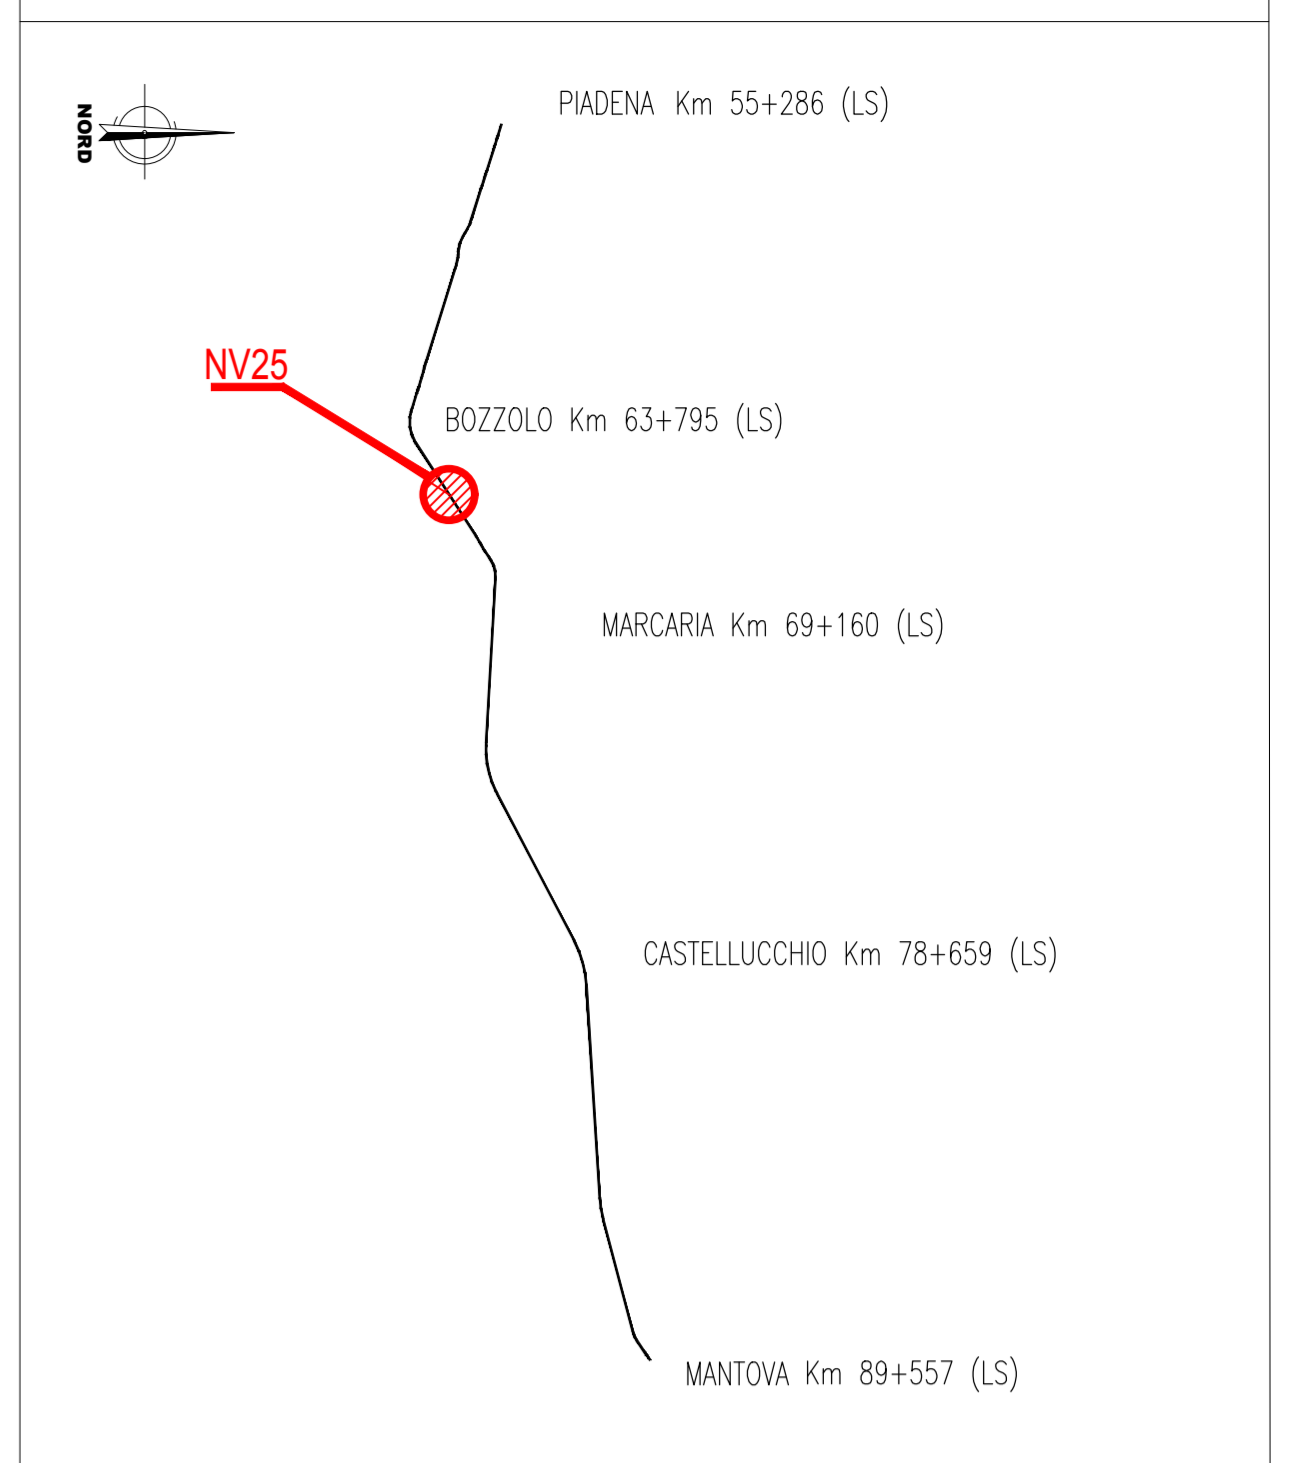 PIADENA Km 55+286 (LS)
NORD
NV25
BOZZOLO Km 63+795 (LS)
MARCARIA Km 69+160 (LS)
CASTELLUCCHIO Km 78+659 (LS)
MANTOVA Km 89+557 (LS)